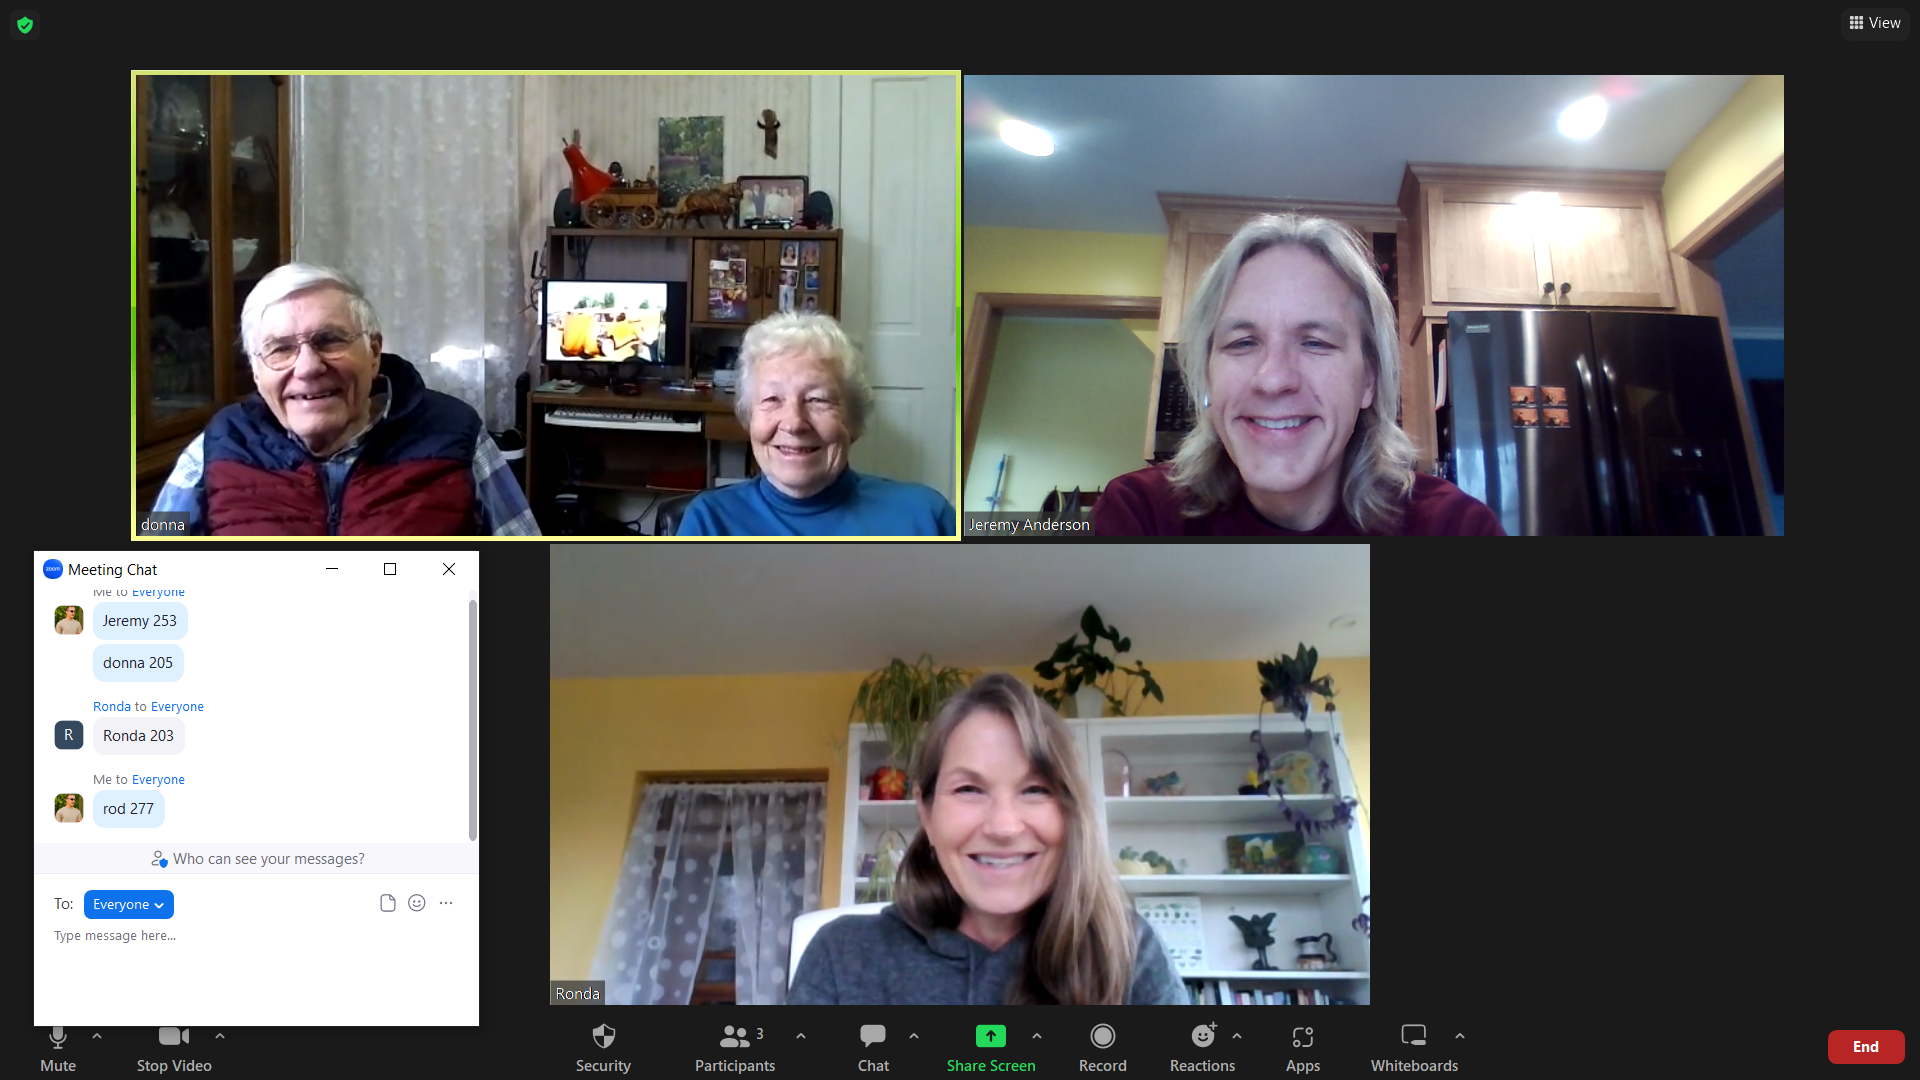 View
donna
Jeremy Anderson
zoom
Meeting Chat
Me to Everyone
Jeremy 253
donna 205
Ronda to Everyone
R
Ronda 203
Me to Everyone
rod 277
Who can see your messages?
To:
Everyone
Type message here...
Ronda
Mute
Stop Video
Security
3
Participants
Chat
Share Screen
Record
Reactions
Apps
Whiteboards
End